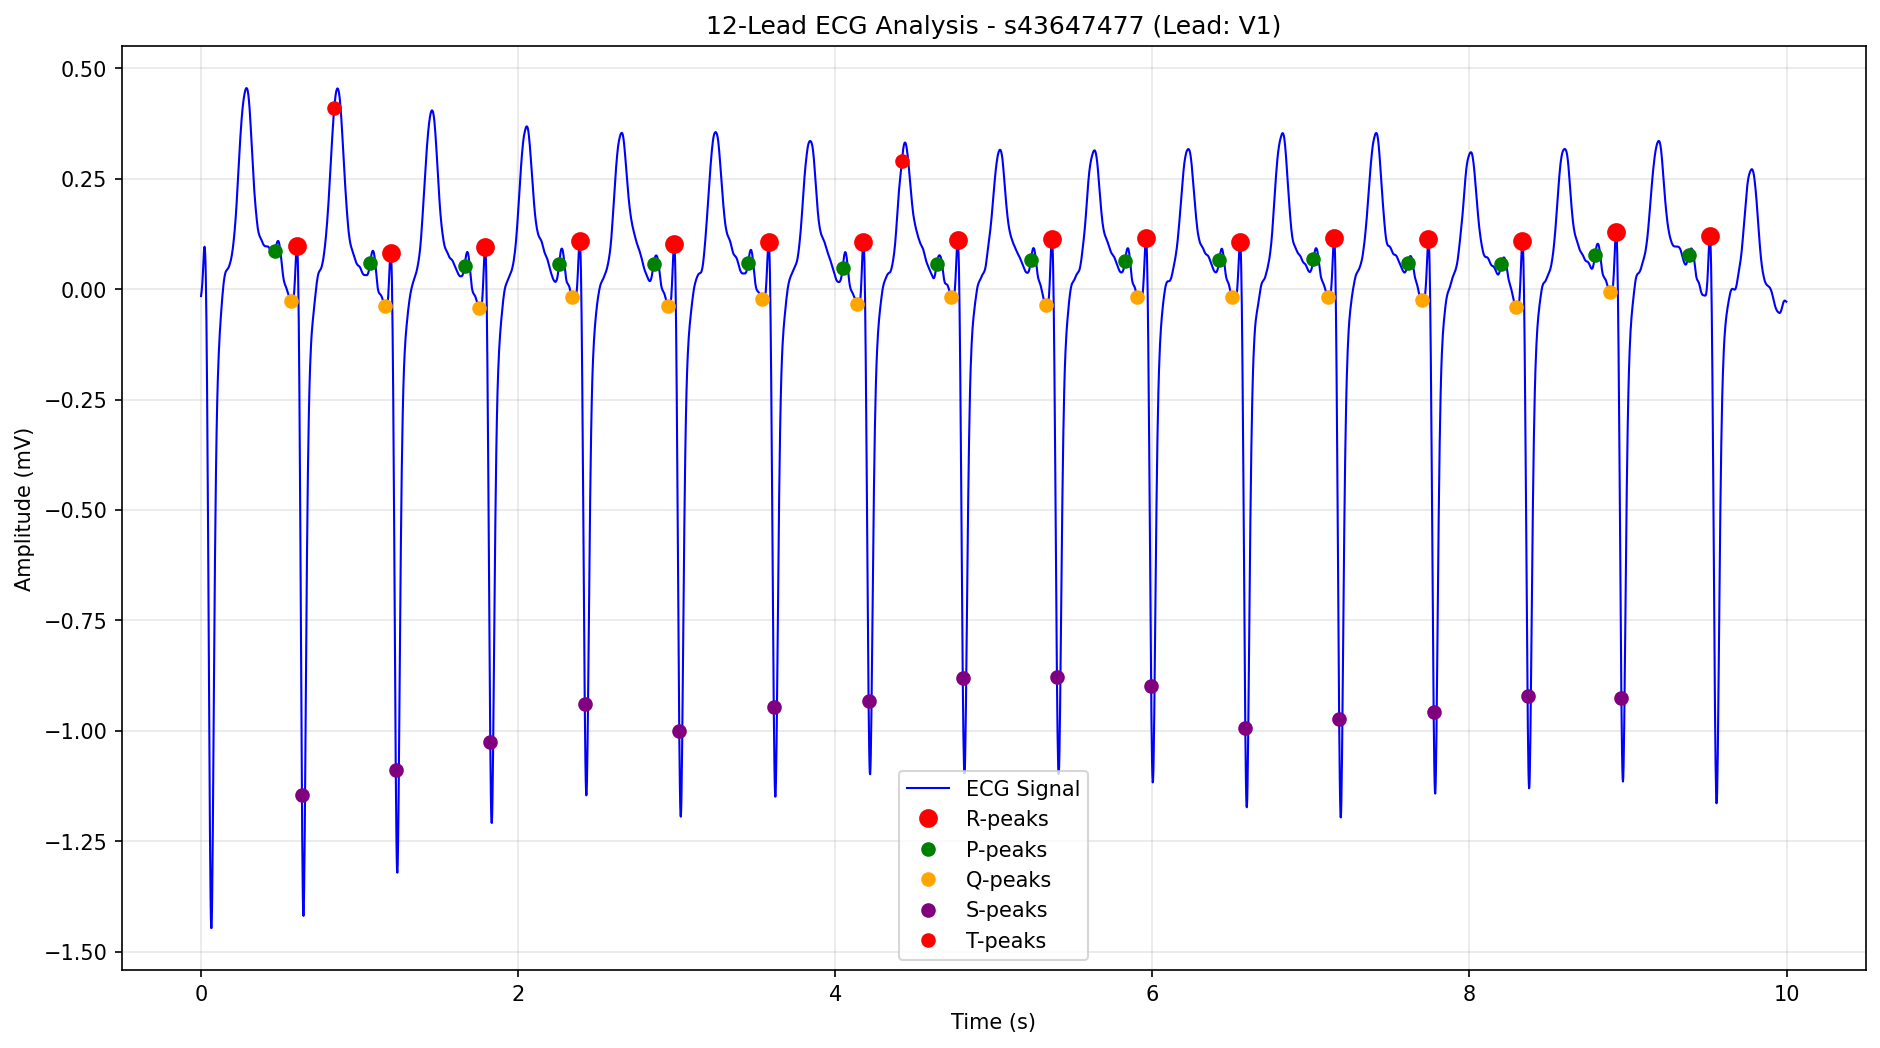 12-Lead ECG Analysis - s43647477 (Lead: V1)
0.50
0.25
0.00
−0.25
−0.50
−0.75
−1.00
−1.25
−1.50
Amplitude (mV)
ECG Signal
R-peaks
P-peaks
Q-peaks
S-peaks
T-peaks
0 2 4 6 8 10
Time (s)